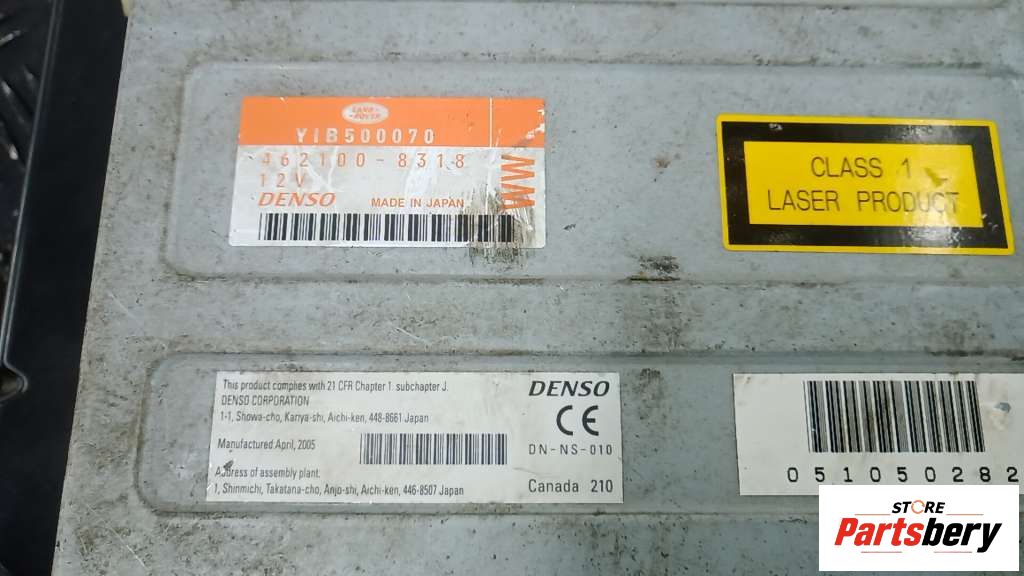 LAND-
-ROVER
YIB500070
462100-8318
12V
DENSO MADE IN JAPAN
MM
CLASS 1
LASER PRODUCT
This product complies with 21 CFR Chapter 1 subchapter J.
DENSO CORPORATION
1-1, Showa-cho, Kariya-shi, Aichi-ken, 448-8661 Japan
Manufactured:April, 2005
Address of assembly plant.
1, Shinmichi, Takatana-cho, Anjo-shi, Aichi-ken, 446-8507 Japan
DENSO
CE
DN-NS-010
Canada 210
051050282
STORE
Partsbery